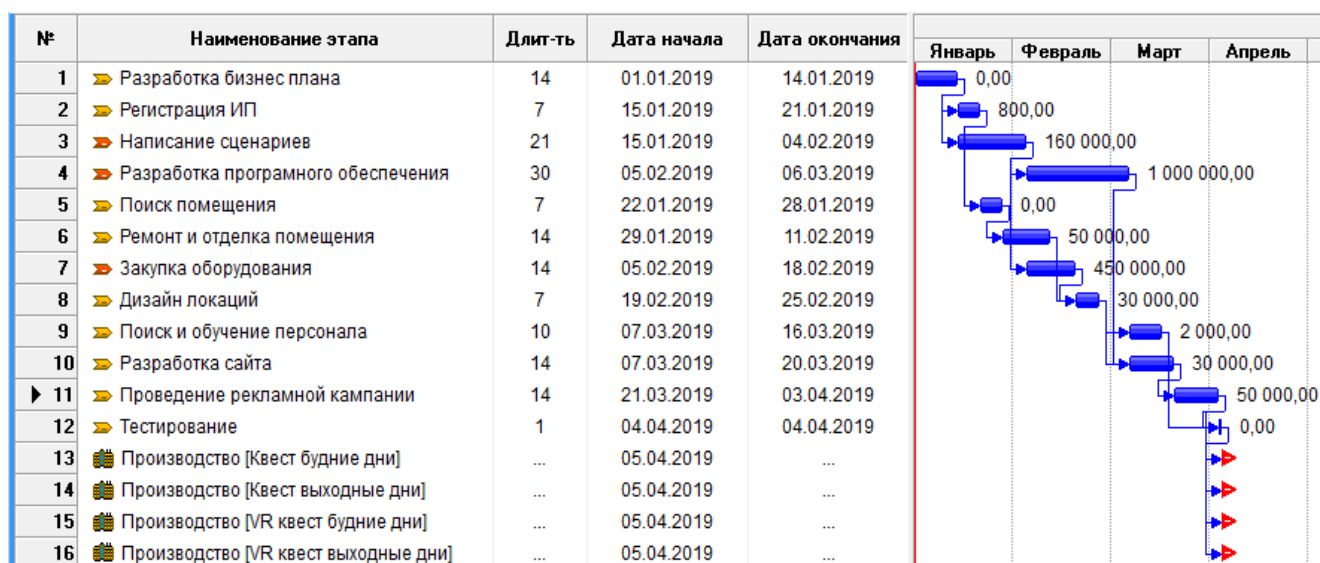 № Наименование этапа Длит-ть Дата начала Дата окончания Январь Февраль Март Апрель
1 Разработка бизнес плана 14 01.01.2019 14.01.2019 0,00
2 Регистрация ИП 7 15.01.2019 21.01.2019 800,00
3 Написание сценариев 21 15.01.2019 04.02.2019 160 000,00
4 Разработка програмного обеспечения 30 05.02.2019 06.03.2019 1 000 000,00
5 Поиск помещения 7 22.01.2019 28.01.2019 0,00
6 Ремонт и отделка помещения 14 29.01.2019 11.02.2019 50 000,00
7 Закупка оборудования 14 05.02.2019 18.02.2019 450 000,00
8 Дизайн локаций 7 19.02.2019 25.02.2019 30 000,00
9 Поиск и обучение персонала 10 07.03.2019 16.03.2019 2 000,00
10 Разработка сайта 14 07.03.2019 20.03.2019 30 000,00
11 Проведение рекламной кампании 14 21.03.2019 03.04.2019 50 000,00
12 Тестирование 1 04.04.2019 04.04.2019 0,00
13 Производство [Квест будние дни] ... 05.04.2019 ...
14 Производство [Квест выходные дни] ... 05.04.2019 ...
15 Производство [VR квест будние дни] ... 05.04.2019 ...
16 Производство [VR квест выходные дни] ... 05.04.2019 ...